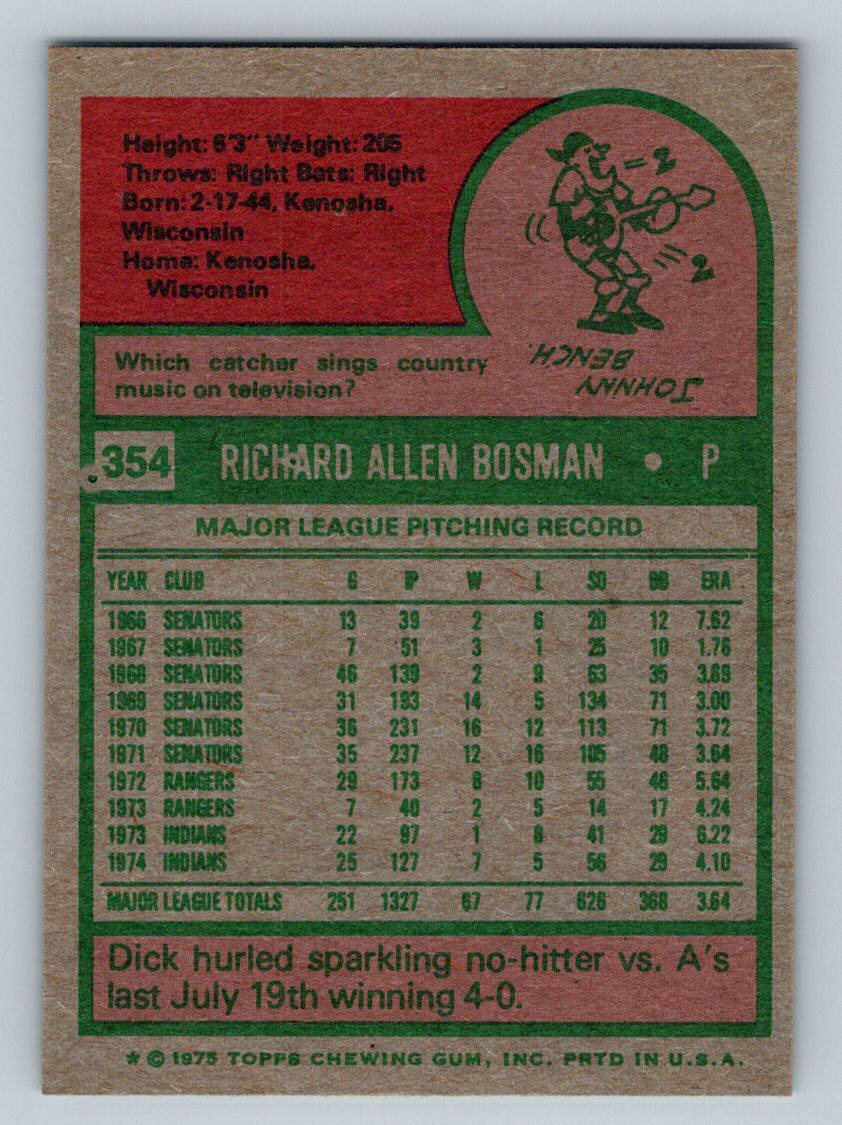 Height: 6'3" Weight: 205
Throws: Right Bats: Right
Born: 2-17-44, Kenosha,
Wisconsin
Home: Kenosha,
Wisconsin
Which catcher sings country
music on television?
JOHNNY
BENCH.
354 RICHARD ALLEN BOSMAN • P
MAJOR LEAGUE PITCHING RECORD
YEAR CLUB G IP W L SO BB ERA
1966 SENATORS 13 39 2 6 20 12 7.62
1967 SENATORS 7 51 3 1 25 10 1.76
1968 SENATORS 46 139 2 9 63 35 3.69
1969 SENATORS 31 193 14 5 134 71 3.00
1970 SENATORS 36 231 16 12 113 71 3.72
1971 SENATORS 35 237 12 16 105 48 3.64
1972 RANGERS 29 173 8 10 55 48 5.64
1973 RANGERS 7 40 2 5 14 17 4.24
1973 INDIANS 22 97 1 8 41 29 6.22
1974 INDIANS 25 127 7 5 56 29 4.10
MAJOR LEAGUE TOTALS 251 1327 67 77 626 368 3.64
Dick hurled sparkling no-hitter vs. A's
last July 19th winning 4-0.
* © 1975 TOPPS CHEWING GUM, INC. PRTD IN U.S.A.